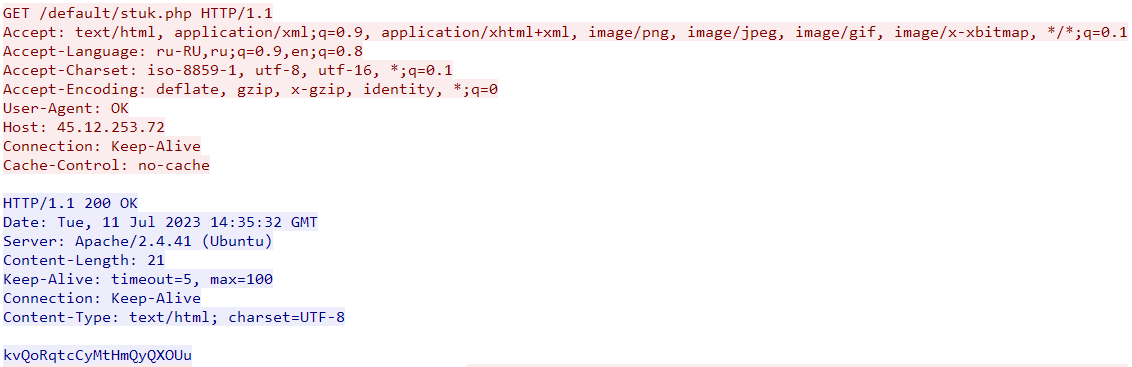 GET /default/stuk.php HTTP/1.1
Accept: text/html, application/xml;q=0.9, application/xhtml+xml, image/png, image/jpeg, image/gif, image/x-xbitmap, */*;q=0.1
Accept-Language: ru-RU,ru;q=0.9,en;q=0.8
Accept-Charset: iso-8859-1, utf-8, utf-16, *;q=0.1
Accept-Encoding: deflate, gzip, x-gzip, identity, *;q=0
User-Agent: OK
Host: 45.12.253.72
Connection: Keep-Alive
Cache-Control: no-cache
HTTP/1.1 200 OK
Date: Tue, 11 Jul 2023 14:35:32 GMT
Server: Apache/2.4.41 (Ubuntu)
Content-Length: 21
Keep-Alive: timeout=5, max=100
Connection: Keep-Alive
Content-Type: text/html; charset=UTF-8
kvQoRqtcCyMtHmQyQXOUu